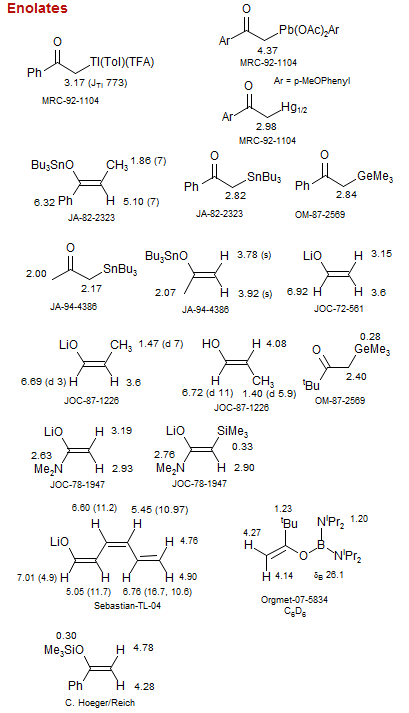 Enolates
O
Ph
Tl(Tol)(TFA)
3.17 (JTl 773)
MRC-92-1104
O
Ar
Pb(OAc)2Ar
4.37
MRC-92-1104
Ar = p-MeOPhenyl
O
Ar
Hg1/2
2.98
MRC-92-1104
Bu3SnO
CH3 1.86 (7)
6.32 Ph
H 5.10 (7)
JA-82-2323
O
Ph
SnBu3
2.82
JA-82-2323
O
Ph
GeMe3
2.84
OM-87-2569
O
2.00
SnBu3
2.17
JA-94-4386
Bu3SnO
H 3.78 (s)
2.07
H 3.92 (s)
JA-94-4386
LiO
H 3.15
6.92 H
H 3.6
JOC-72-561
LiO
CH3 1.47 (d 7)
6.69 (d 3) H
H 3.6
JOC-87-1226
HO
H 4.08
H
CH3
6.72 (d 11) 1.40 (d 5.9)
JOC-87-1226
0.28
O
GeMe3
tBu
2.40
OM-87-2569
LiO
H 3.19
2.63
Me2N
H 2.93
JOC-78-1947
LiO
SiMe3
0.33
2.76
Me2N
H 2.90
JOC-78-1947
6.60 (11.2) 5.45 (10.97)
H H
LiO
H 4.76
7.01 (4.9) H
H H
H 4.90
5.05 (11.7) 6.76 (16.7, 10.6)
Sebastian-TL-04
1.23
tBu
NiPr2 1.20
4.27
H
O
B
NiPr2
H 4.14
δB 26.1
Orgmet-07-5834
C6D6
0.30
Me3SiO
H 4.78
Ph
H 4.28
C. Hoeger/Reich